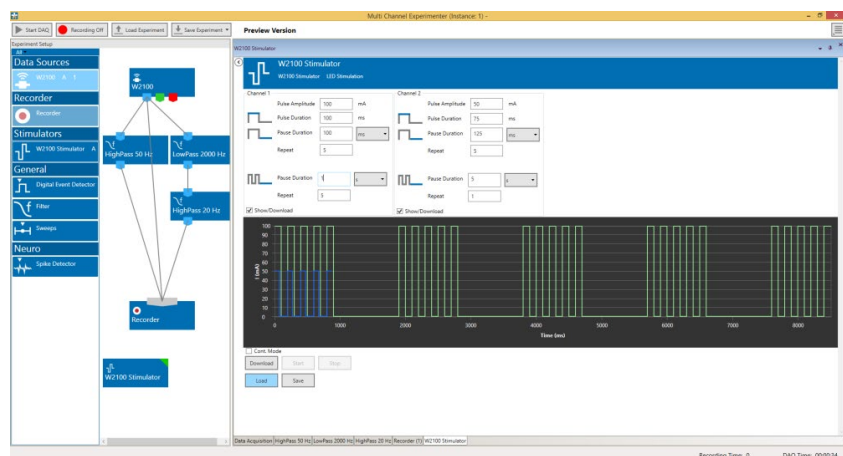 Multi Channel Experimenter (Instance: 1) -
Start DAQ Recording Off Load Experiment Save Experiment Preview Version
Experiment Setup
All
Data Sources
W2100 A 1
Recorder
Recorder
Stimulators
W2100 Stimulator A
General
Digital Event Detector
Filter
Sweeps
Neuro
Spike Detector
W2100
HighPass 50 Hz
LowPass 2000 Hz
HighPass 20 Hz
Recorder
W2100 Stimulator
W2100 Stimulator
W2100 Stimulator
W2100 Stimulator LED Stimulation
Channel 1
Pulse Amplitude 100 mA
Pulse Duration 100 ms
Pause Duration 100 ms
Repeat 5
Pause Duration 1 s
Repeat
Show/Download
Channel 2
Pulse Amplitude 50 mA
Pulse Duration 75 ms
Pause Duration 125 ms
Repeat 5
Pause Duration 5 s
Repeat 1
Show/Download
I (mA)
100
90
80
70
60
50
40
30
20
10
0
0 1000 2000 3000 4000 5000 6000 7000 8000
Time (ms)
Cont. Mode
Download Start Stop
Load Save
Data Acquisition HighPass 50 Hz LowPass 2000 Hz HighPass 20 Hz Recorder (1) W2100 Stimulator
Recording Time: 0 DAQ Time: 00:00:24